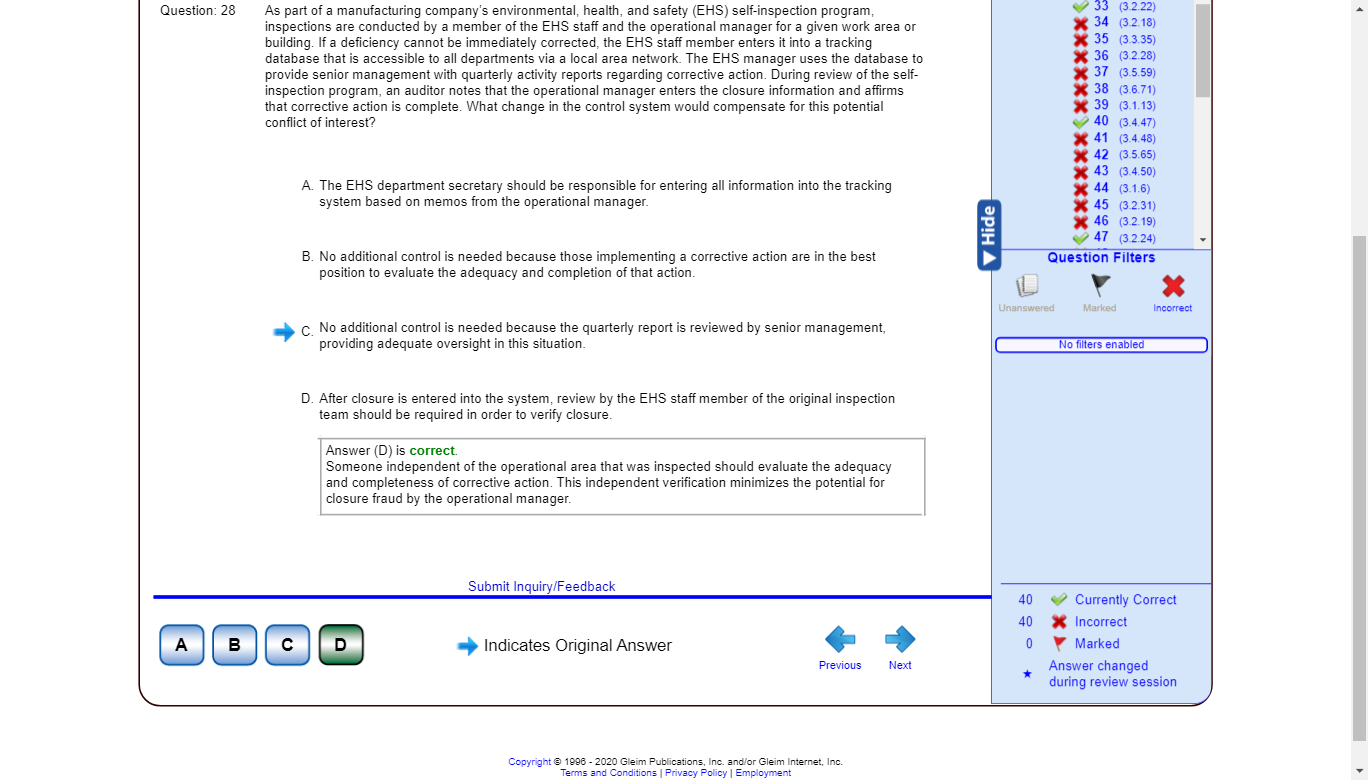 Question: 28
As part of a manufacturing company's environmental, health, and safety (EHS) self-inspection program,
inspections are conducted by a member of the EHS staff and the operational manager for a given work area or
building. If a deficiency cannot be immediately corrected, the EHS staff member enters it into a tracking
database that is accessible to all departments via a local area network. The EHS manager uses the database to
provide senior management with quarterly activity reports regarding corrective action. During review of the self-
inspection program, an auditor notes that the operational manager enters the closure information and affirms
that corrective action is complete. What change in the control system would compensate for this potential
conflict of interest?
A. The EHS department secretary should be responsible for entering all information into the tracking
system based on memos from the operational manager.
B. No additional control is needed because those implementing a corrective action are in the best
position to evaluate the adequacy and completion of that action.
C. No additional control is needed because the quarterly report is reviewed by senior management,
providing adequate oversight in this situation.
D. After closure is entered into the system, review by the EHS staff member of the original inspection
team should be required in order to verify closure.
Answer (D) is correct.
Someone independent of the operational area that was inspected should evaluate the adequacy
and completeness of corrective action. This independent verification minimizes the potential for
closure fraud by the operational manager.
Submit Inquiry/Feedback
A B C D
Indicates Original Answer
Previous
Next
33 (3.2.22)
34 (3.2.18)
35 (3.3.35)
36 (3.2.28)
37 (3.5.59)
38 (3.6.71)
39 (3.1.13)
40 (3.4.47)
41 (3.4.48)
42 (3.5.65)
43 (3.4.50)
44 (3.1.6)
45 (3.2.31)
46 (3.2.19)
47 (3.2.24)
Hide
Question Filters
Unanswered
Marked
Incorrect
No filters enabled
40 Currently Correct
40 Incorrect
0 Marked
Answer changed
during review session
Copyright © 1996 - 2020 Gleim Publications, Inc. and/or Gleim Internet, Inc.
Terms and Conditions | Privacy Policy | Employment